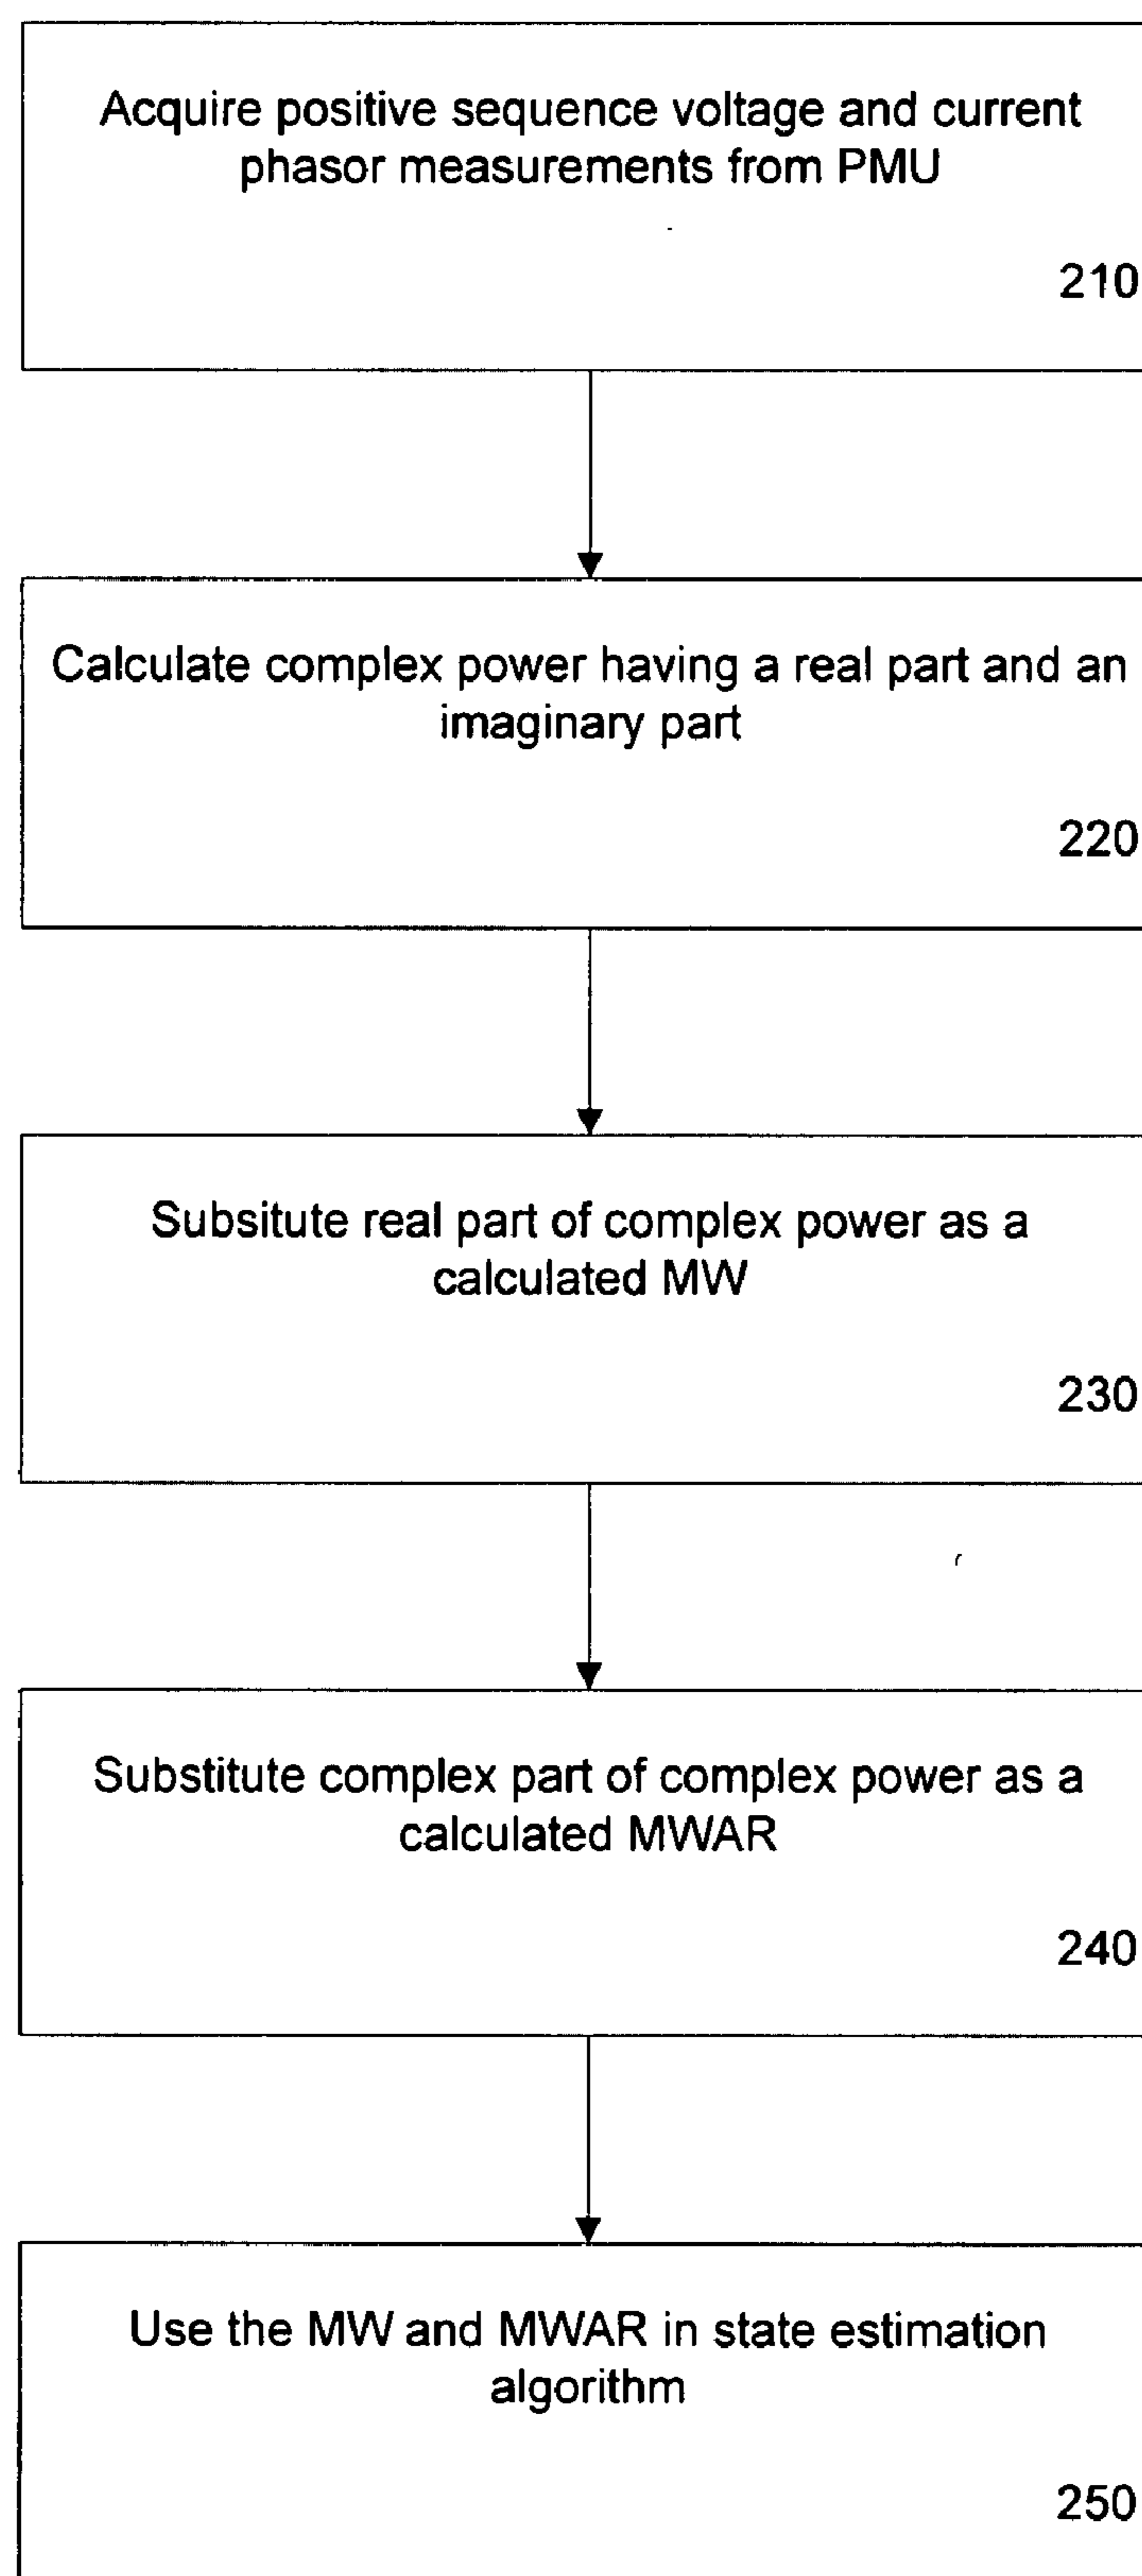 Acquire positive sequence voltage and current
phasor measurements from PMU
210
Calculate complex power having a real part and an
imaginary part
220
Subsitute real part of complex power as a
calculated MW
230
Substitute complex part of complex power as a
calculated MWAR
240
Use the MW and MWAR in state estimation
algorithm
250